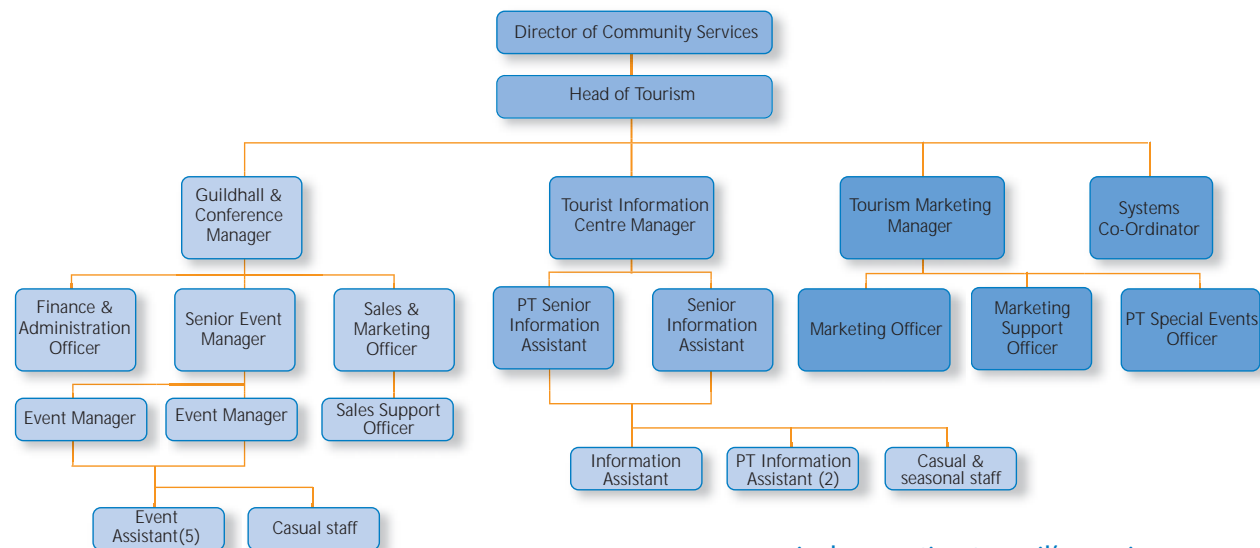 Director of Community Services
Head of Tourism
Guildhall &
Conference
Manager
Tourist Information
Centre Manager
Tourism Marketing
Manager
Systems
Co-Ordinator
Finance &
Administration
Officer
Senior Event
Manager
Sales &
Marketing
Officer
PT Senior
Information
Assistant
Senior
Information
Assistant
Marketing Officer
Marketing
Support
Officer
PT Special Events
Officer
Event Manager
Event Manager
Sales Support
Officer
Information
Assistant
PT Information
Assistant (2)
Casual &
seasonal staff
Event
Assistant(5)
Casual staff